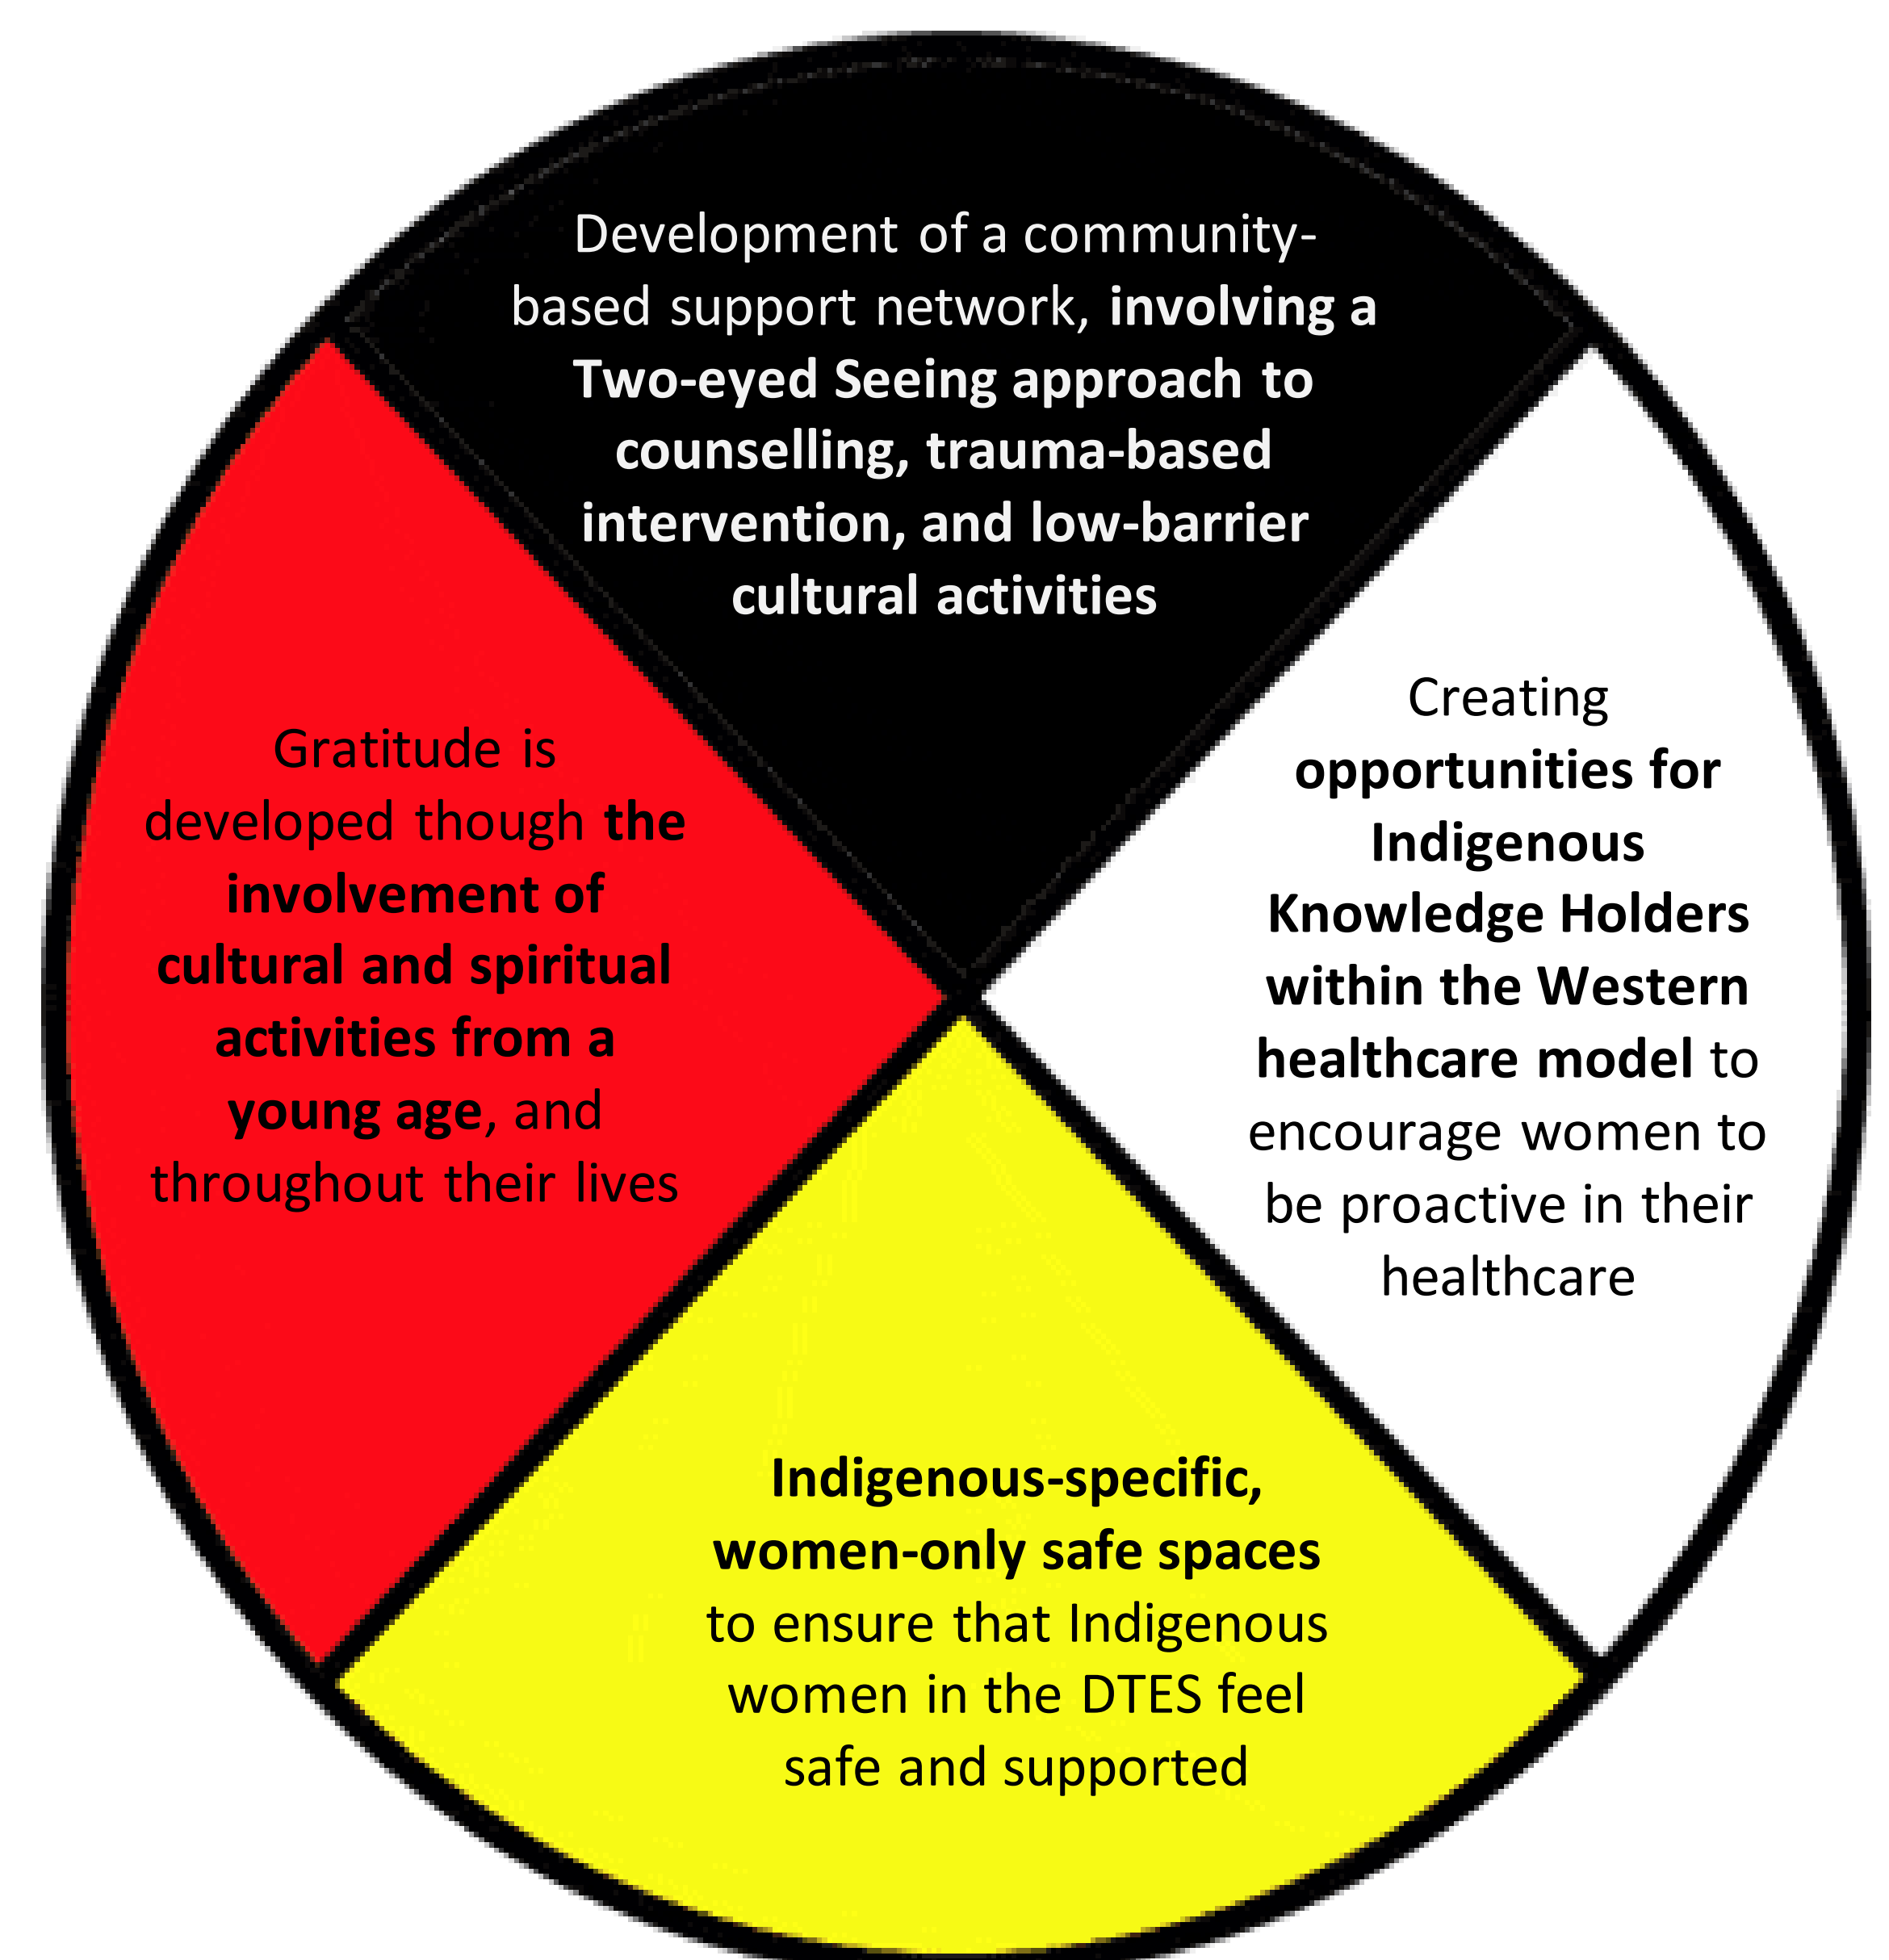 Development of a community-
based support network, involving a
Two-eyed Seeing approach to
counselling, trauma-based
intervention, and low-barrier
cultural activities
Gratitude is
developed though the
involvement of
cultural and spiritual
activities from a
young age, and
throughout their lives
Creating
opportunities for
Indigenous
Knowledge Holders
within the Western
healthcare model to
encourage women to
be proactive in their
healthcare
Indigenous-specific,
women-only safe spaces
to ensure that Indigenous
women in the DTES feel
safe and supported